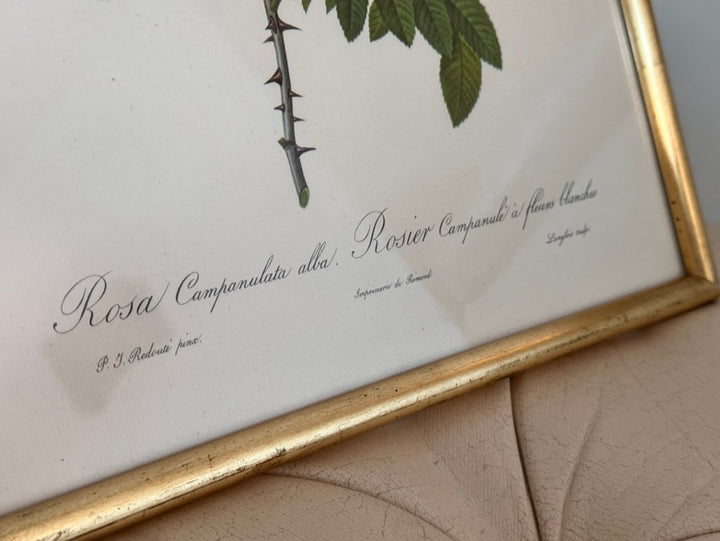 Rosa Campanulata alba. Rosier Campanulé à fleurs blanches
P. J. Redouté pinx. Imprimerie de Remond Langlois sculp.